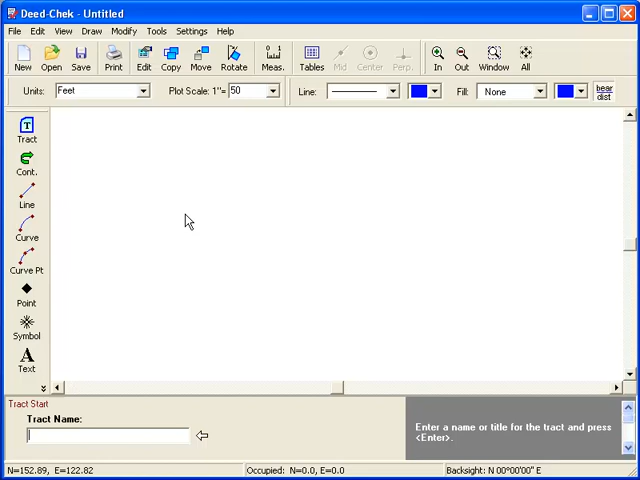 Deed-Chek - Untitled
File Edit View Draw Modify Tools Settings Help
New Open Save Print Edit Copy Move Rotate Meas. Tables Mid Center Perp. In Out Window All
Units: Feet Plot Scale: 1"= 50 Line: Fill: None bear dist
Tract
Cont.
Line
Curve
Curve Pt
Point
Symbol
Text
Tract Start
Tract Name:
Enter a name or title for the tract and press
<Enter>.
N=152.89, E=122.82 Occupied: N=0.0, E=0.0 Backsight: N 00°00'00" E